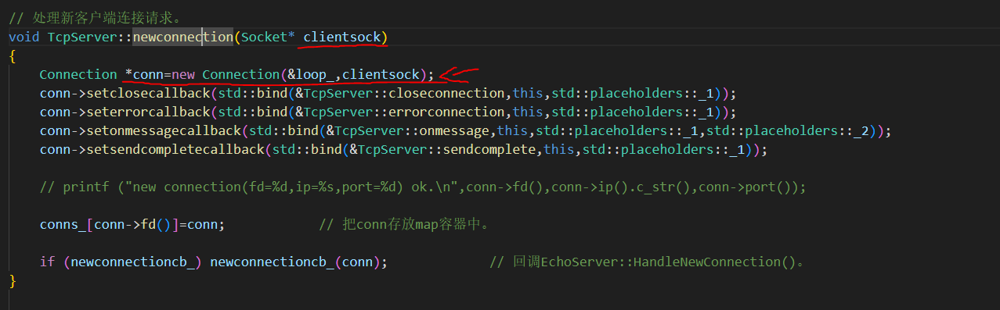 // 处理新客户端连接请求。
void TcpServer::newconnection(Socket* clientsock)
{
Connection *conn=new Connection(&loop_,clientsock);
conn->setclosecallback(std::bind(&TcpServer::closeconnection,this,std::placeholders::_1));
conn->seterrorcallback(std::bind(&TcpServer::errorconnection,this,std::placeholders::_1));
conn->setonmessagecallback(std::bind(&TcpServer::onmessage,this,std::placeholders::_1,std::placeholders::_2));
conn->setsendcompletecallback(std::bind(&TcpServer::sendcomplete,this,std::placeholders::_1));
// printf ("new connection(fd=%d,ip=%s,port=%d) ok.\n",conn->fd(),conn->ip().c_str(),conn->port());
conns_[conn->fd()]=conn; // 把conn存放map容器中。
if (newconnectioncb_) newconnectioncb_(conn); // 回调EchoServer::HandleNewConnection()。
}